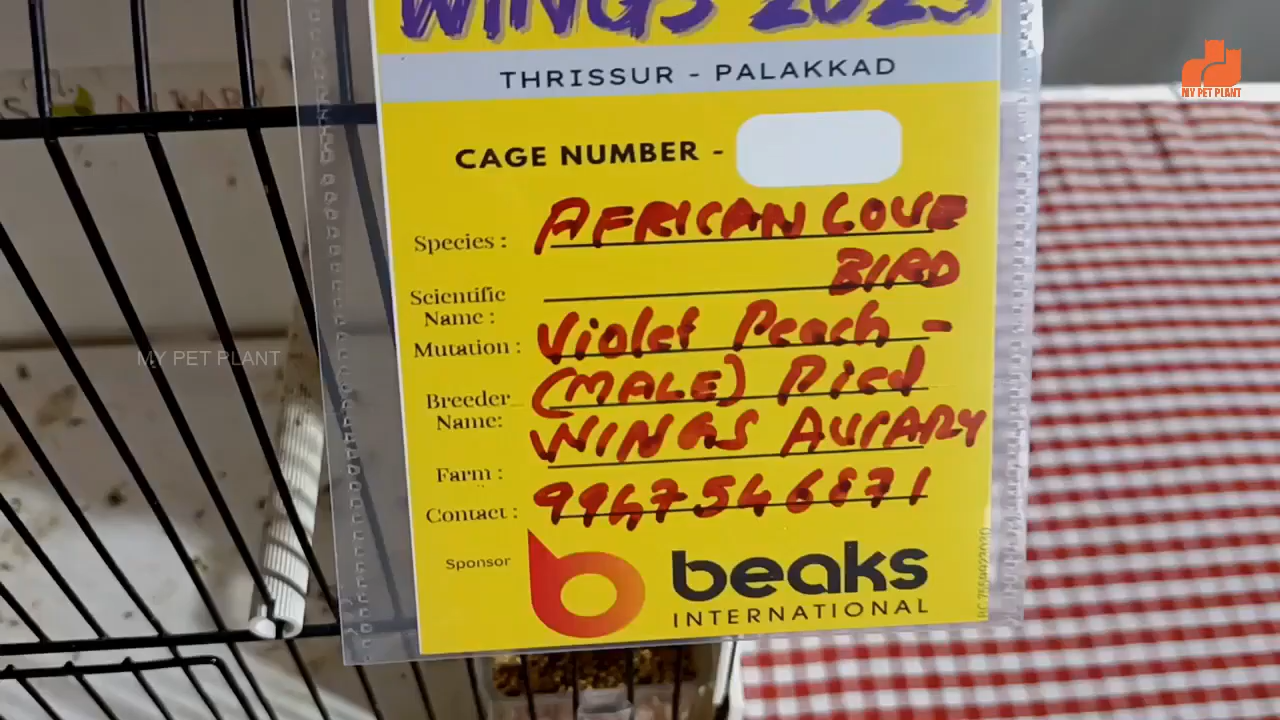 WINGS 2023
THRISSUR - PALAKKAD
MY PET PLANT
CAGE NUMBER -
Species : AFRICAN LOVE
BIRD
Scientific
Name :
Mutation : Violet Peach -
Breeder (MALE) Pied
Name:
WINGS AVIARY
Farm :
Contact : 9947546871
Sponsor
beaks
INTERNATIONAL
MY PET PLANT